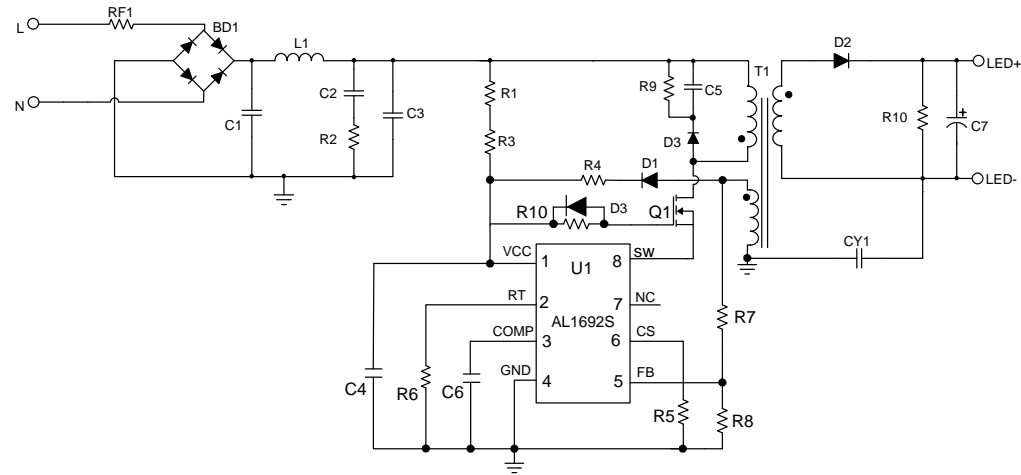 L
RF1
BD1
N
L1
C1
C2
R2
C3
R1
R3
R9
C5
D3
T1
D2
R10
C7
+
LED+
LED-
R4
D1
R10
D3
Q1
CY1
VCC 1 U1 8 SW
RT 2 7 NC
AL1692S
COMP 3 6 CS
GND 4 5 FB
R7
C4
R6
C6
R5
R8